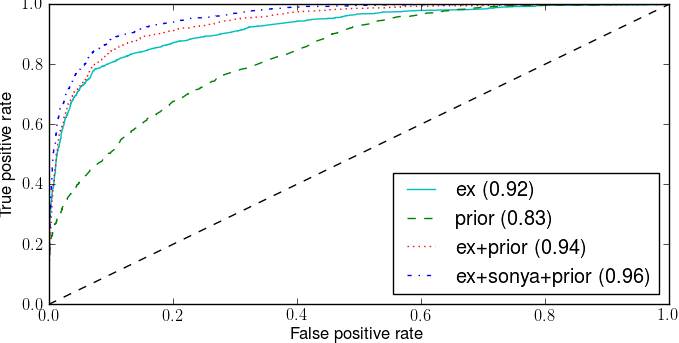 1.0
0.8
0.6
0.4
0.2
0.0
True positive rate
ex (0.92)
prior (0.83)
ex+prior (0.94)
ex+sonya+prior (0.96)
0.0 0.2 0.4 0.6 0.8 1.0
False positive rate